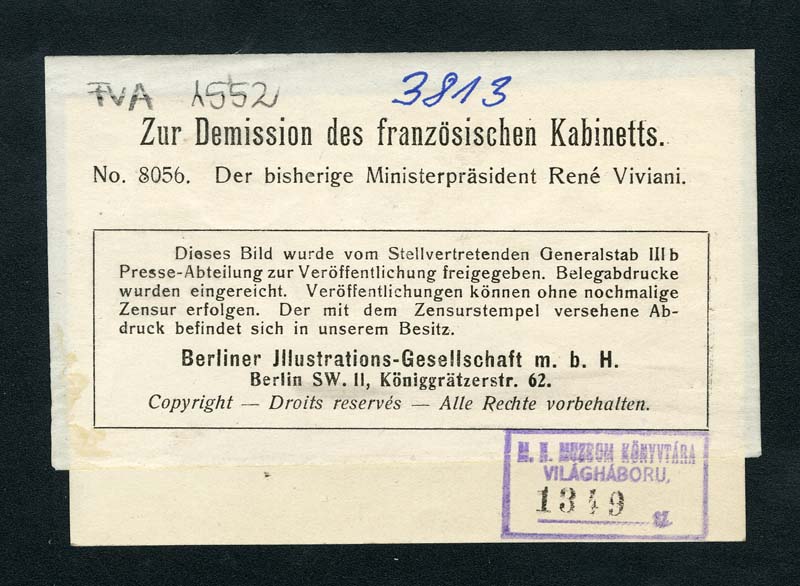 TVA 1552 3813
Zur Demission des französischen Kabinetts.
No. 8056. Der bisherige Ministerpräsident René Viviani.
Dieses Bild wurde vom Stellvertretenden Generalstab IIIb
Presse-Abteilung zur Veröffentlichung freigegeben. Belegabdrucke
wurden eingereicht. Veröffentlichungen können ohne nochmalige
Zensur erfolgen. Der mit dem Zensurstempel versehene Ab-
druck befindet sich in unserem Besitz.
Berliner Jllustrations-Gesellschaft m. b. H.
Berlin SW. 11, Königgrätzerstr. 62.
Copyright — Droits reservés — Alle Rechte vorbehalten.
M. N. MUZEOM KÖNYVTÁRA
VILÁGHÁBORU,
1349
sz.